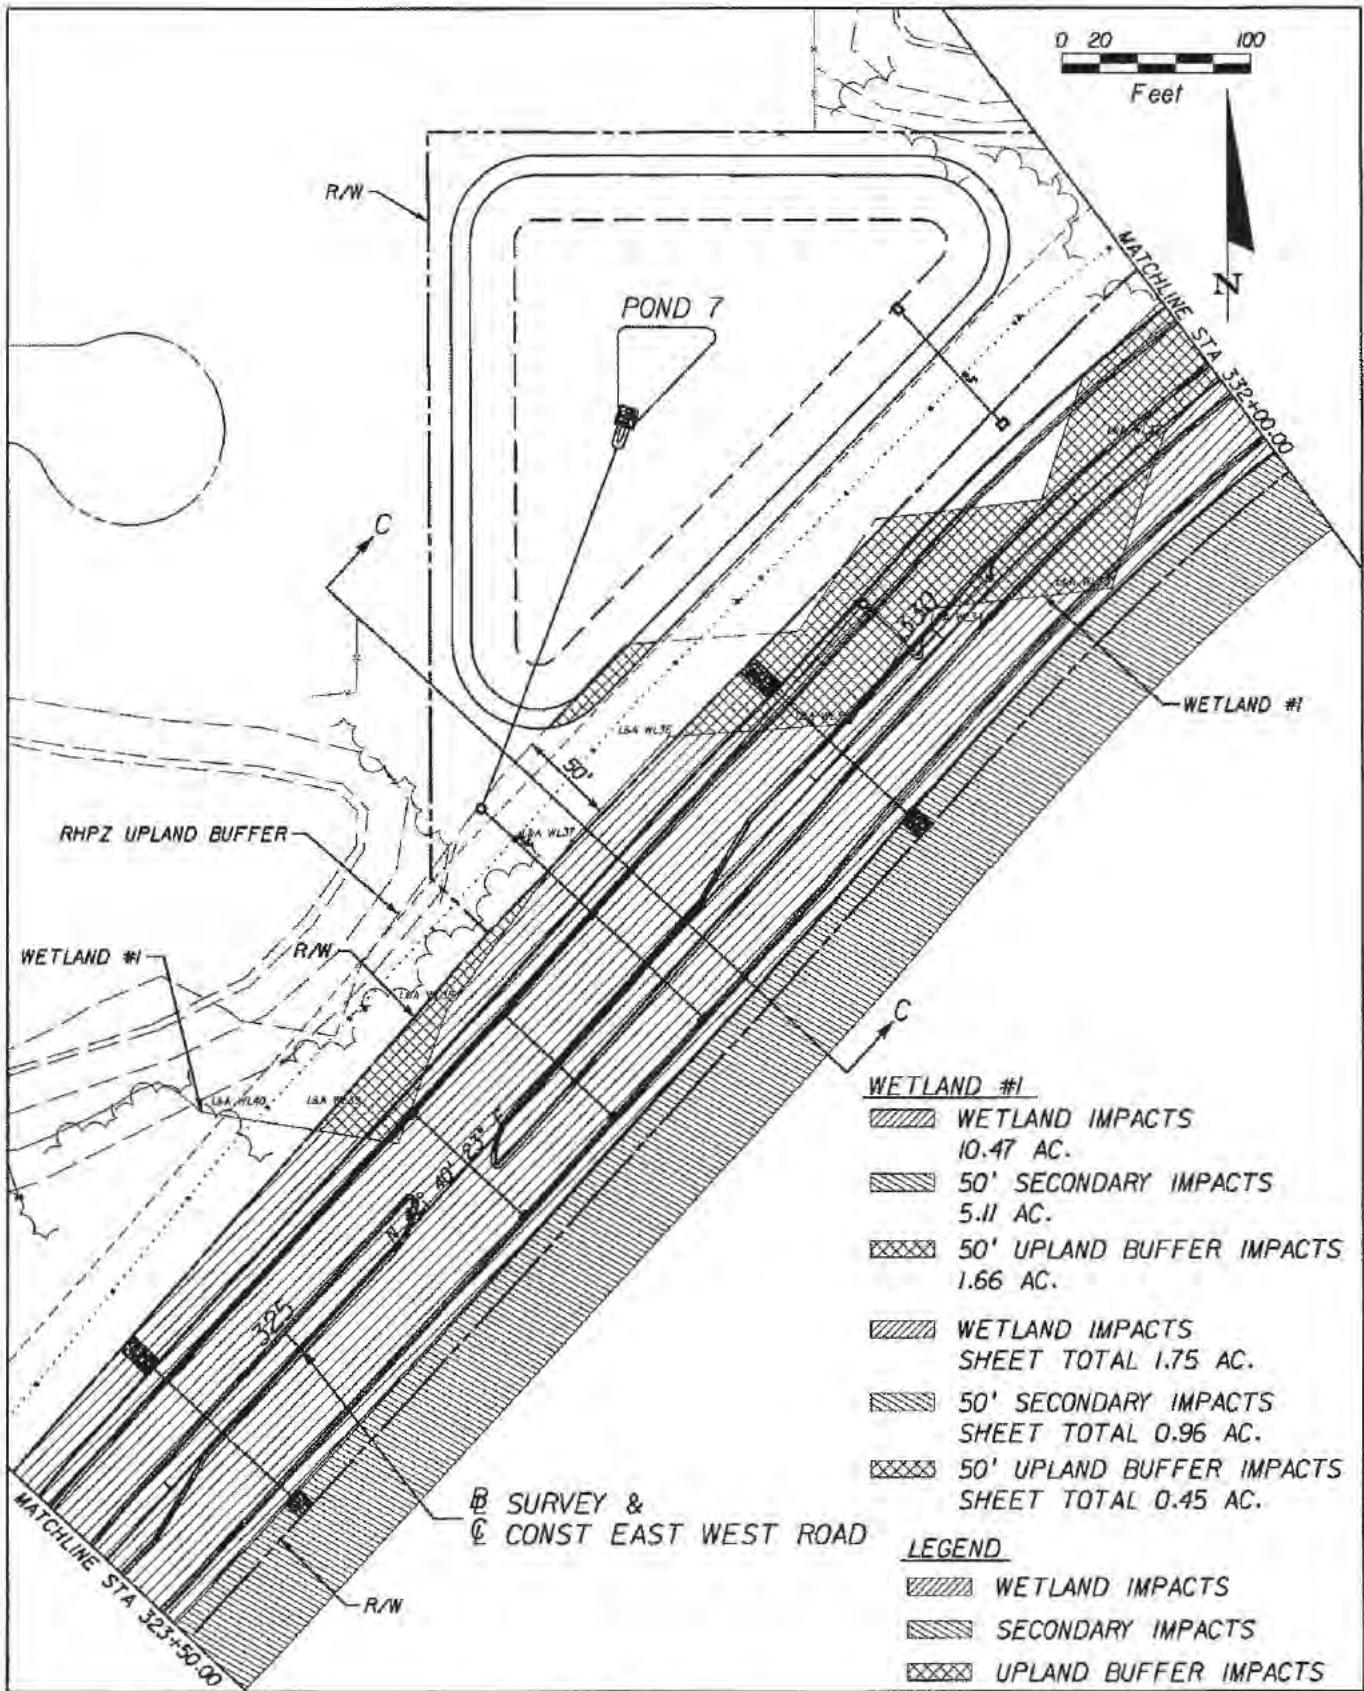 0 20 100
Feet
N
R/W
MATCHLINE STA 332+00.00
POND 7
C
L&A WL36
50'
WETLAND #1
L&A WL37
RHPZ UPLAND BUFFER
WETLAND #1
R/W
C
L&A WL40
325
WETLAND #1
WETLAND IMPACTS
10.47 AC.
50' SECONDARY IMPACTS
5.11 AC.
50' UPLAND BUFFER IMPACTS
1.66 AC.
WETLAND IMPACTS
SHEET TOTAL 1.75 AC.
50' SECONDARY IMPACTS
SHEET TOTAL 0.96 AC.
50' UPLAND BUFFER IMPACTS
SHEET TOTAL 0.45 AC.
SURVEY &
CONST EAST WEST ROAD
R/W
MATCHLINE STA 323+50.00
LEGEND
WETLAND IMPACTS
SECONDARY IMPACTS
UPLAND BUFFER IMPACTS